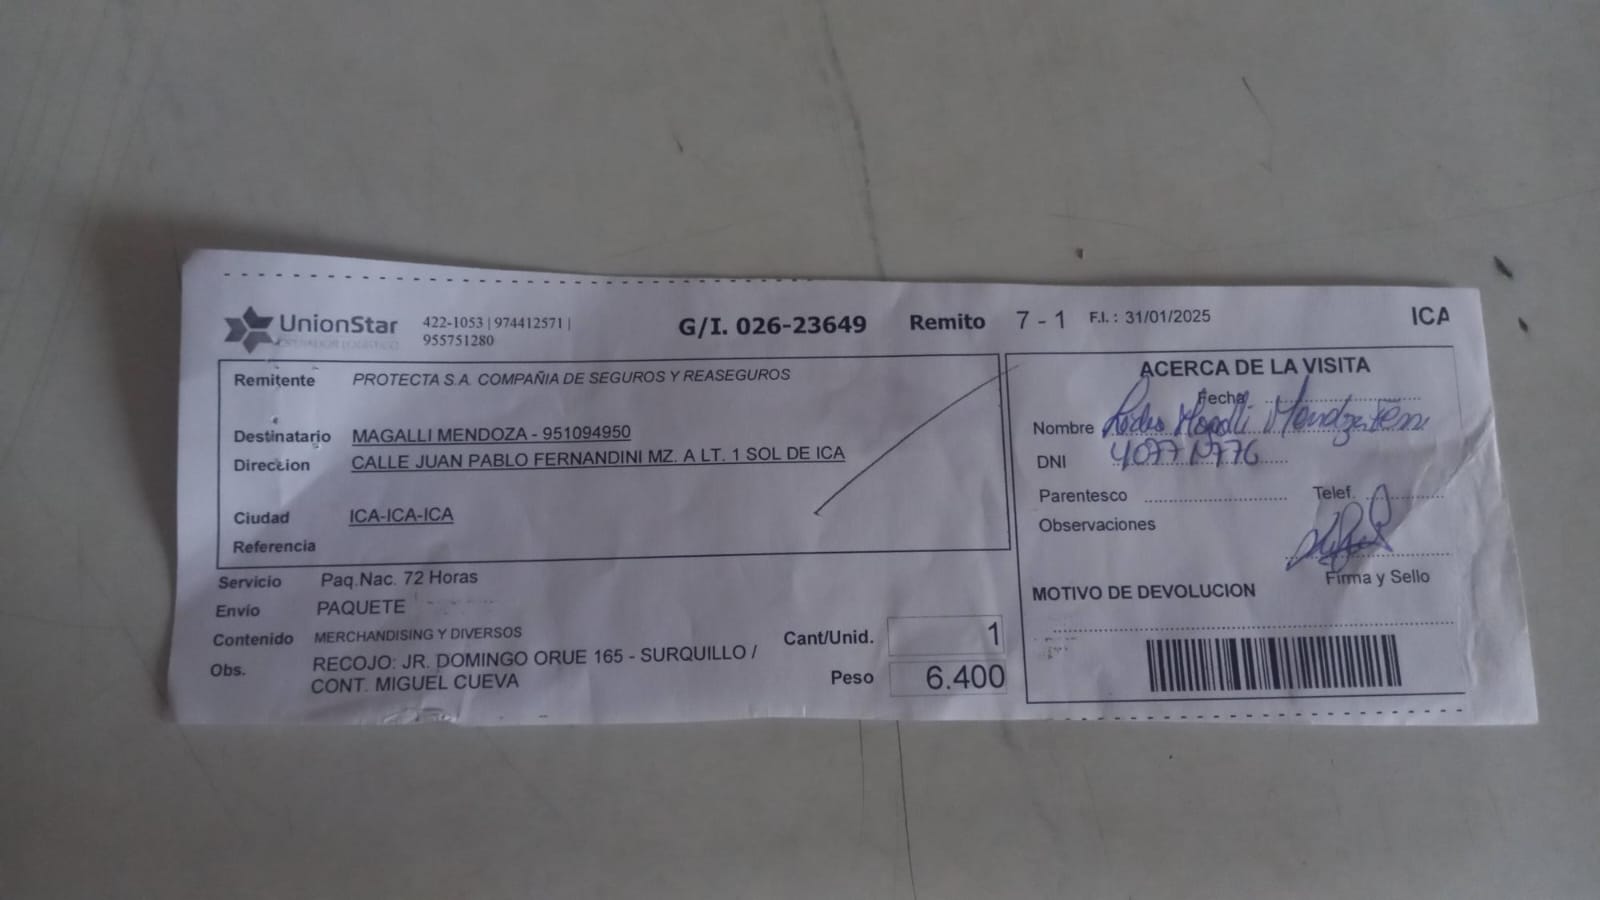 UnionStar
OPERADOR LOGISTICO
422-1053 | 974412571 |
955751280
G/I. 026-23649 Remito 7 - 1 F.I. : 31/01/2025 ICA
Remitente PROTECTA S.A. COMPAÑIA DE SEGUROS Y REASEGUROS
Destinatario MAGALLI MENDOZA - 951094950
Direccion CALLE JUAN PABLO FERNANDINI MZ. A LT. 1 SOL DE ICA
Ciudad ICA-ICA-ICA
Referencia
Servicio Paq.Nac. 72 Horas
Envío PAQUETE
Contenido MERCHANDISING Y DIVERSOS
Obs. RECOJO: JR. DOMINGO ORUE 165 - SURQUILLO /
CONT. MIGUEL CUEVA
Cant/Unid. 1
Peso 6.400
ACERCA DE LA VISITA
Fecha
Nombre
DNI
Parentesco Telef.
Observaciones
Firma y Sello
MOTIVO DE DEVOLUCION